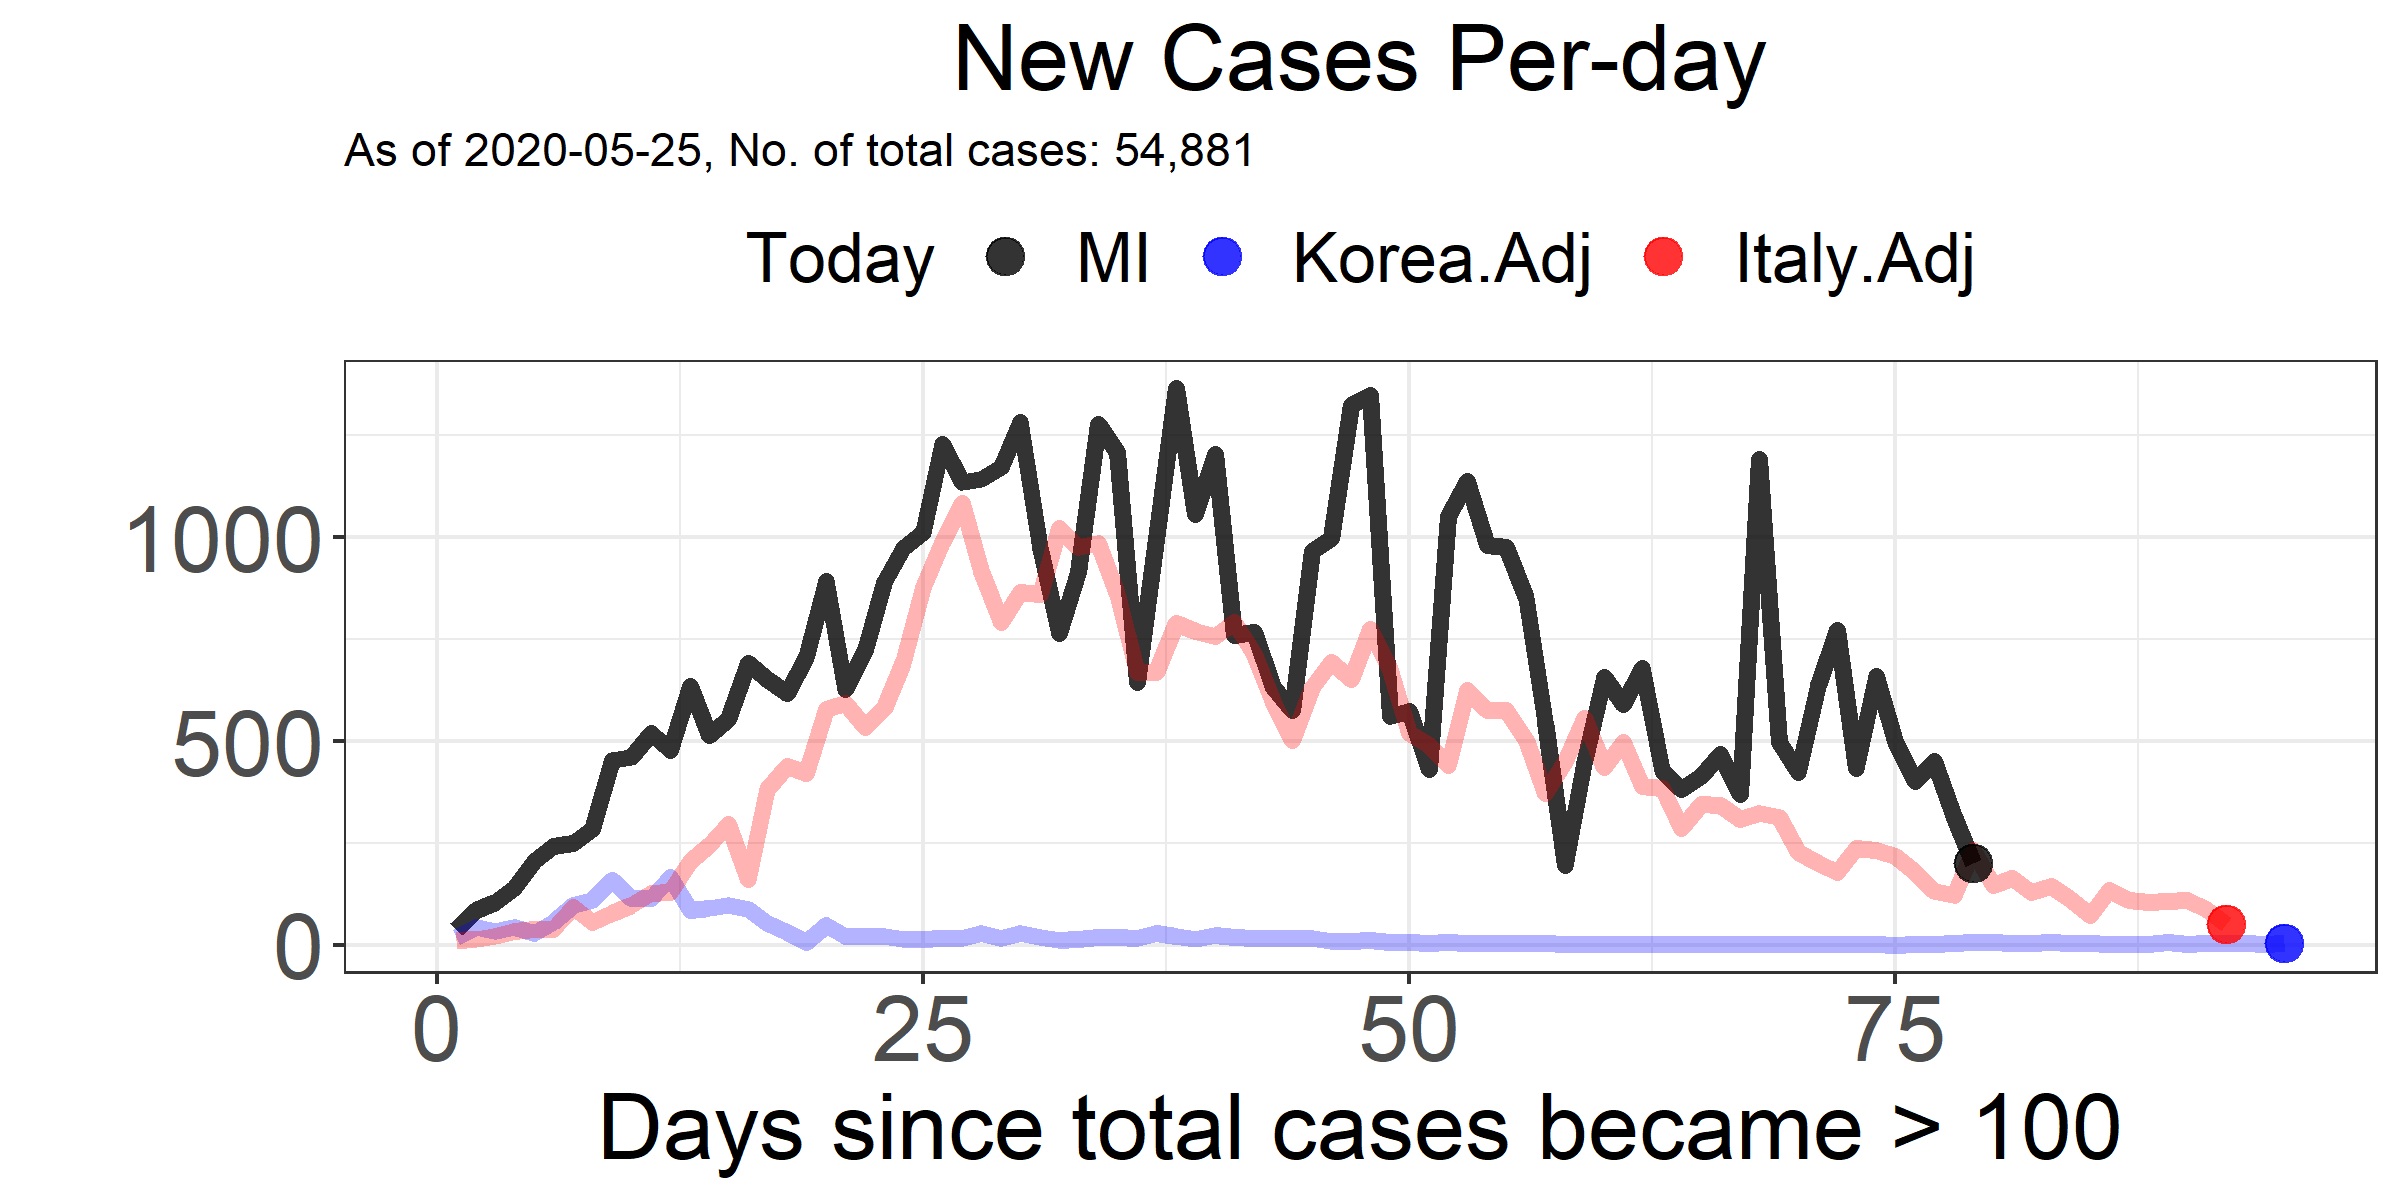 New Cases Per-day
As of 2020-05-25, No. of total cases: 54,881
Today MI Korea.Adj Italy.Adj
1000
500
0
0 25 50 75
Days since total cases became > 100